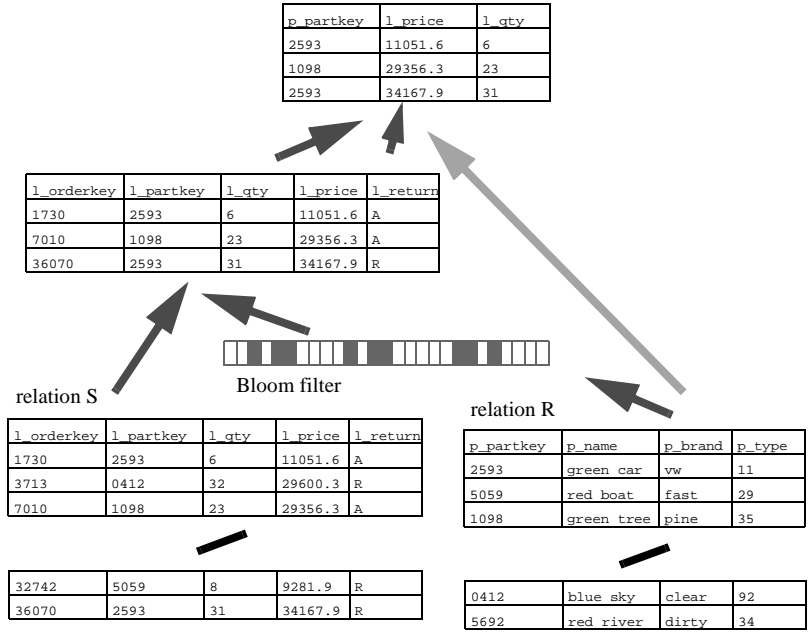 p_partkey l_price l_qty
2593 11051.6 6
1098 29356.3 23
2593 34167.9 31
l_orderkey l_partkey l_qty l_price l_return
1730 2593 6 11051.6 A
7010 1098 23 29356.3 A
36070 2593 31 34167.9 R
Bloom filter
relation S
l_orderkey l_partkey l_qty l_price l_return
1730 2593 6 11051.6 A
3713 0412 32 29600.3 R
7010 1098 23 29356.3 A
32742 5059 8 9281.9 R
36070 2593 31 34167.9 R
relation R
p_partkey p_name p_brand p_type
2593 green car vw 11
5059 red boat fast 29
1098 green tree pine 35
0412 blue sky clear 92
5692 red river dirty 34